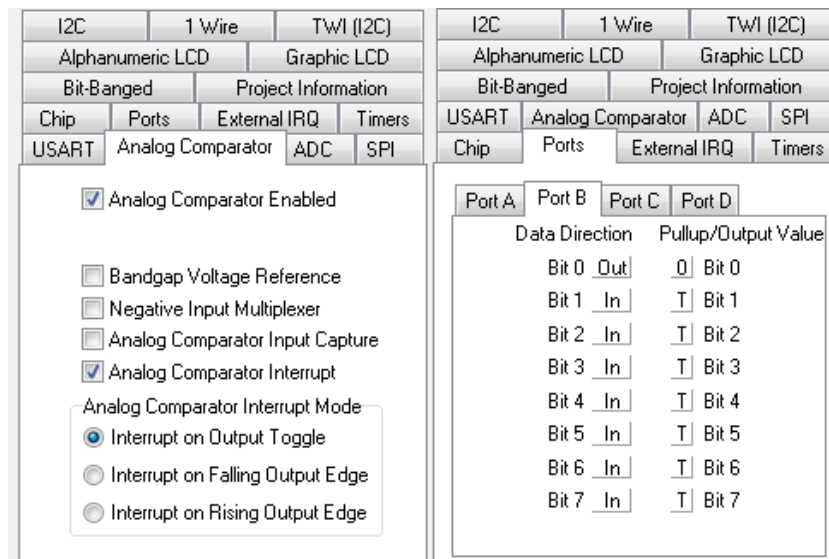 I2C 1 Wire TWI (I2C)
Alphanumeric LCD Graphic LCD
Bit-Banged Project Information
Chip Ports External IRQ Timers
USART Analog Comparator ADC SPI
Analog Comparator Enabled
Bandgap Voltage Reference
Negative Input Multiplexer
Analog Comparator Input Capture
Analog Comparator Interrupt
Analog Comparator Interrupt Mode
Interrupt on Output Toggle
Interrupt on Falling Output Edge
Interrupt on Rising Output Edge
I2C 1 Wire TWI (I2C)
Alphanumeric LCD Graphic LCD
Bit-Banged Project Information
USART Analog Comparator ADC SPI
Chip Ports External IRQ Timers
Port A Port B Port C Port D
Data Direction Pullup/Output Value
Bit 0 Out 0 Bit 0
Bit 1 In T Bit 1
Bit 2 In T Bit 2
Bit 3 In T Bit 3
Bit 4 In T Bit 4
Bit 5 In T Bit 5
Bit 6 In T Bit 6
Bit 7 In T Bit 7